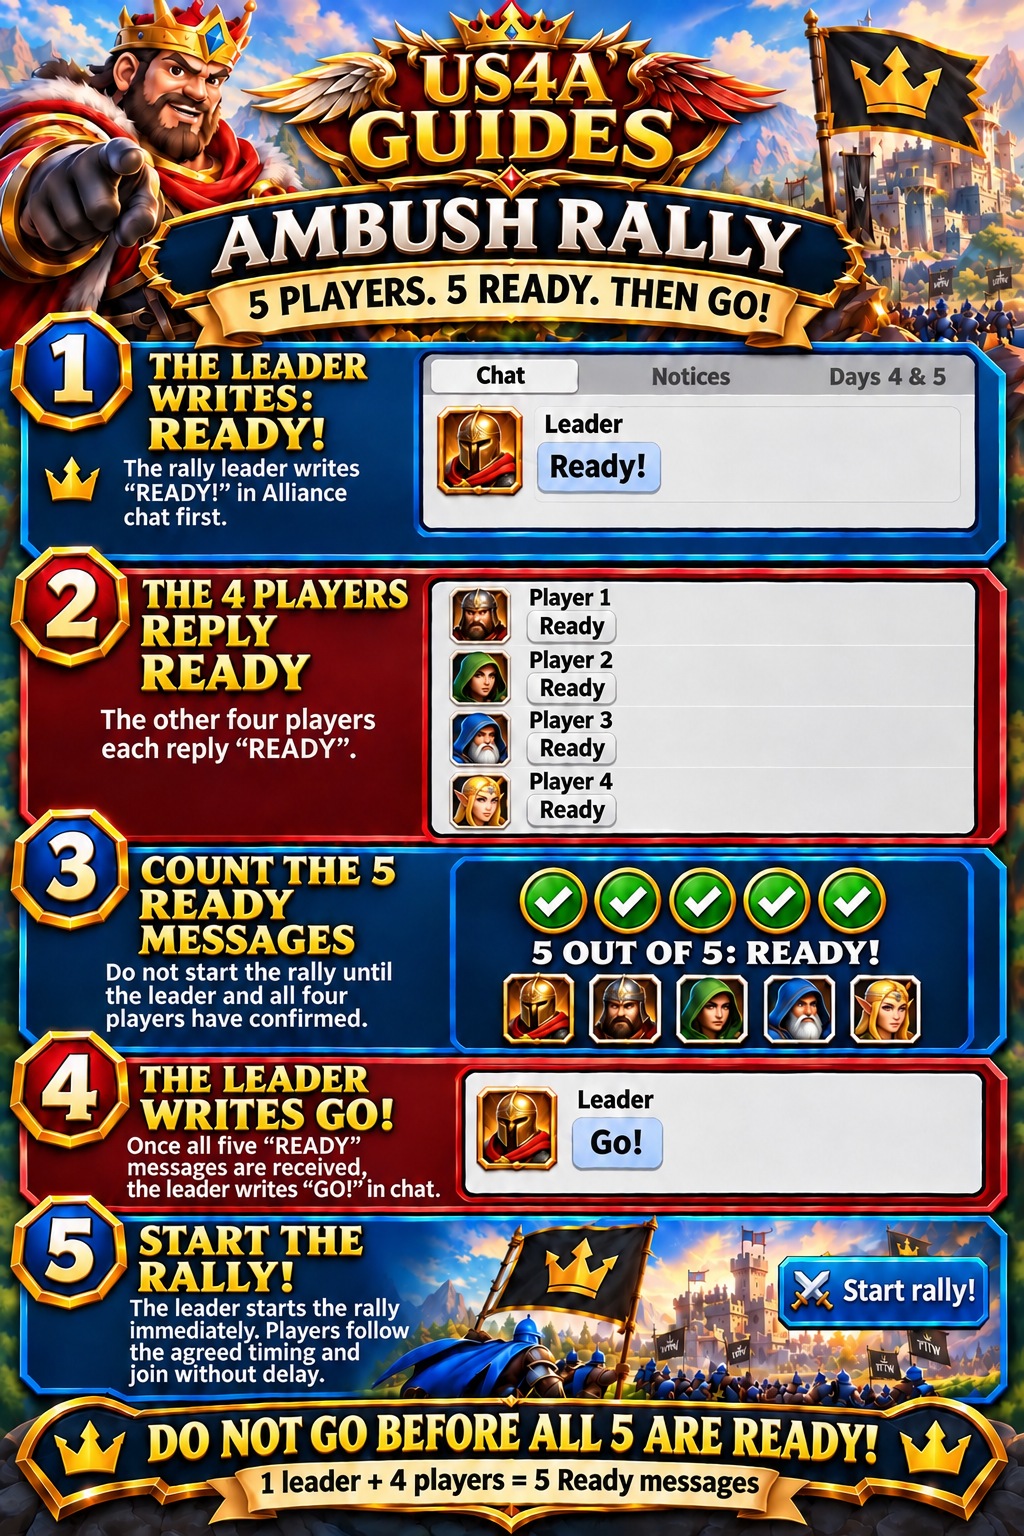 US4A
GUIDES
AMBUSH RALLY
5 PLAYERS. 5 READY. THEN GO!
1
THE LEADER
WRITES:
READY!
The rally leader writes
“READY!” in Alliance
chat first.
Chat
Notices
Days 4 & 5
Leader
Ready!
2
THE 4 PLAYERS
REPLY
READY
The other four players
each reply “READY”.
Player 1
Ready
Player 2
Ready
Player 3
Ready
Player 4
Ready
3
COUNT THE 5
READY
MESSAGES
Do not start the rally until
the leader and all four
players have confirmed.
5 OUT OF 5: READY!
4
THE LEADER
WRITES GO!
Once all five “READY”
messages are received,
the leader writes “GO!” in chat.
Leader
Go!
5
START THE
RALLY!
The leader starts the rally
immediately. Players follow
the agreed timing and
join without delay.
Start rally!
DO NOT GO BEFORE ALL 5 ARE READY!
1 leader + 4 players = 5 Ready messages